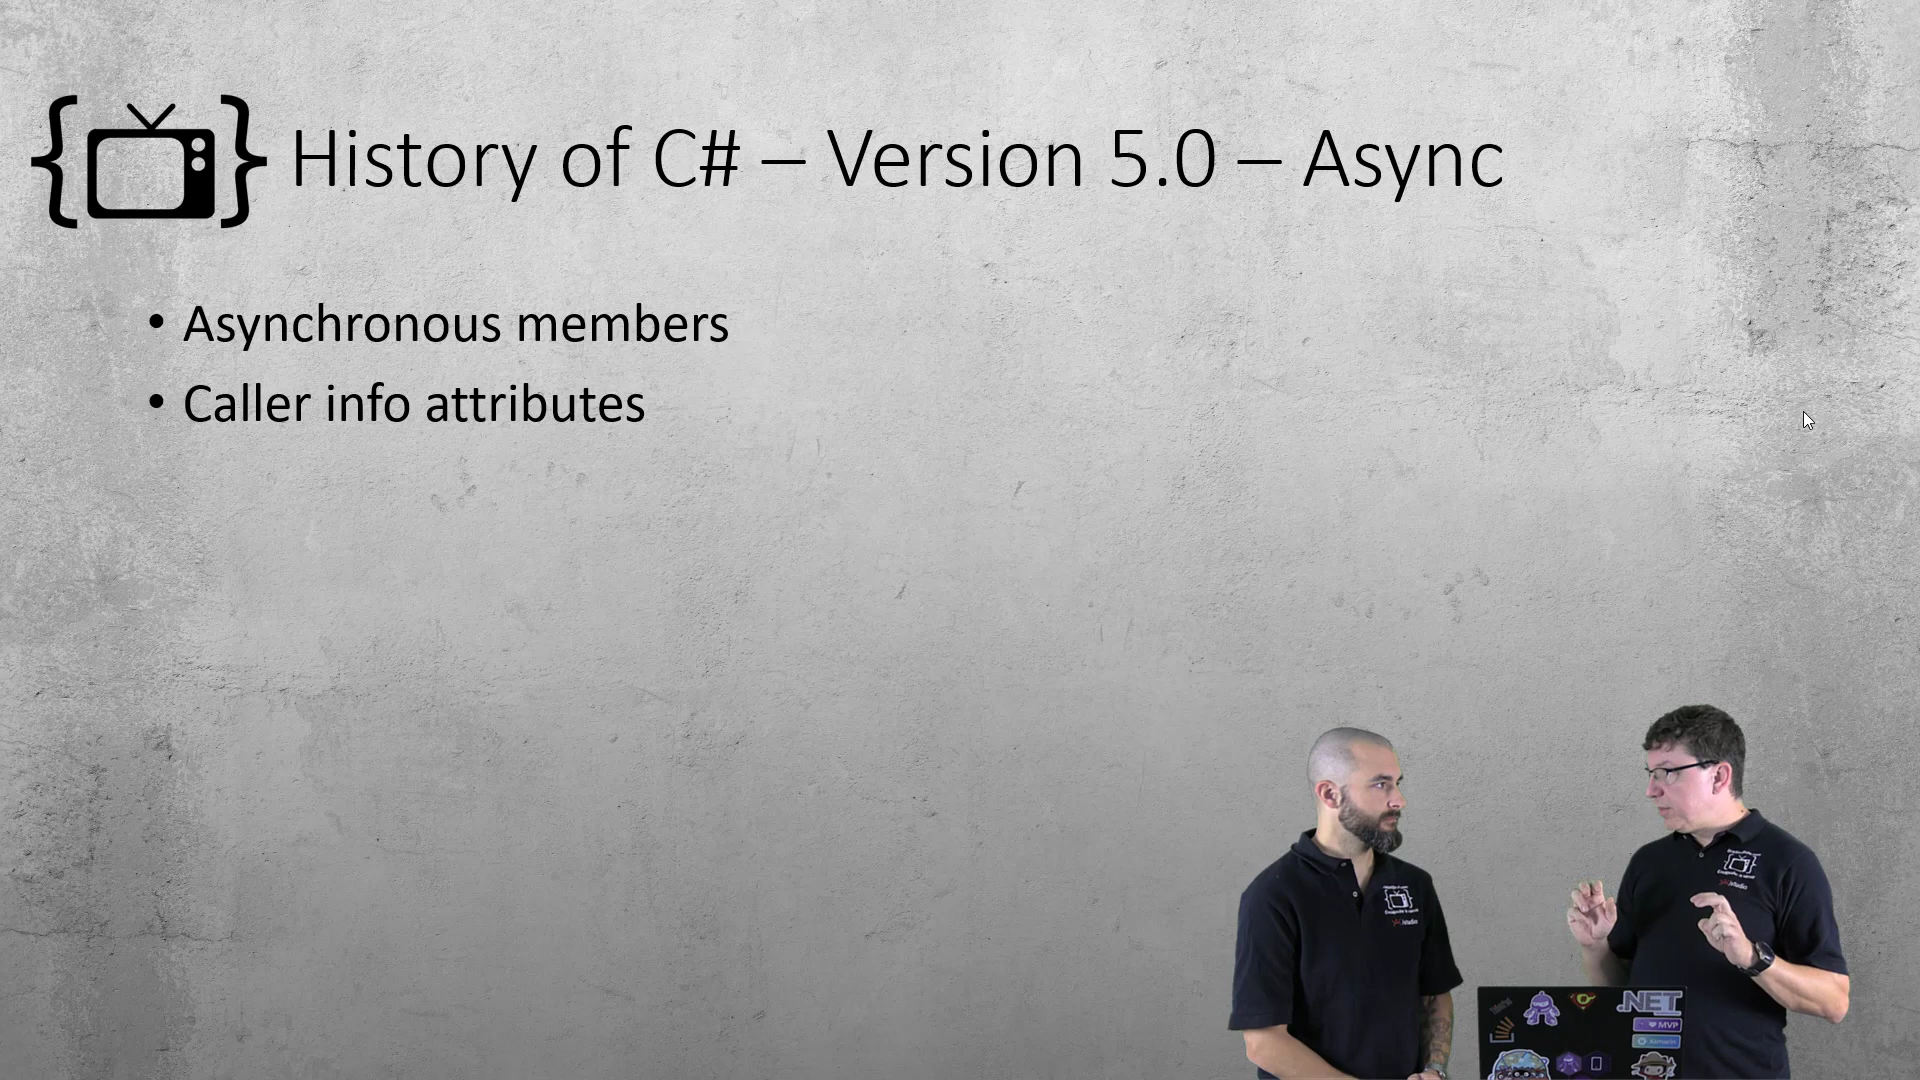 History of C# – Version 5.0 – Async
• Asynchronous members
• Caller info attributes
.NET
MVP